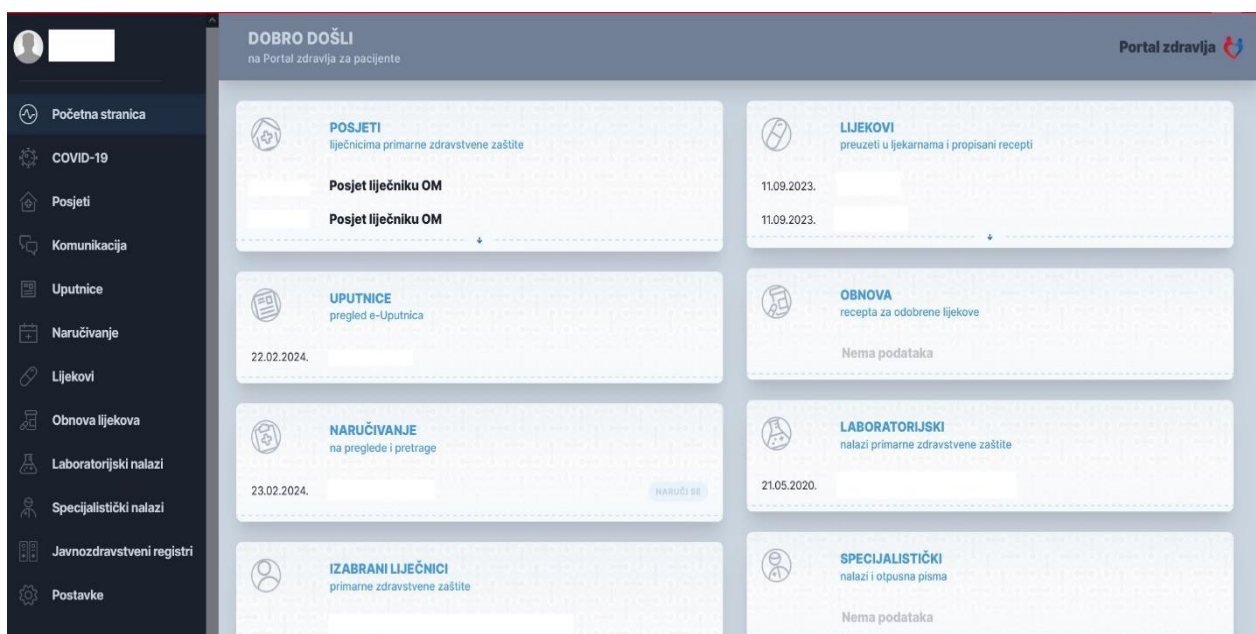 Početna stranica
COVID-19
Posjeti
Komunikacija
Uputnice
Naručivanje
Lijekovi
Obnova lijekova
Laboratorijski nalazi
Specijalistički nalazi
Javnozdravstveni registri
Postavke
DOBRO DOŠLI
na Portal zdravlja za pacijente
Portal zdravlja
POSJETI
liječnicima primarne zdravstvene zaštite
Posjet liječniku OM
Posjet liječniku OM
LIJEKOVI
preuzeti u ljekarnama i propisani recepti
11.09.2023.
11.09.2023.
UPUTNICE
pregled e-Uputnica
22.02.2024.
OBNOVA
recepta za odobrene lijekove
Nema podataka
NARUČIVANJE
na preglede i pretrage
23.02.2024.
NARUČI SE
LABORATORIJSKI
nalazi primarne zdravstvene zaštite
21.05.2020.
IZABRANI LIJEČNICI
primarne zdravstvene zaštite
SPECIJALISTIČKI
nalazi i otpusna pisma
Nema podataka